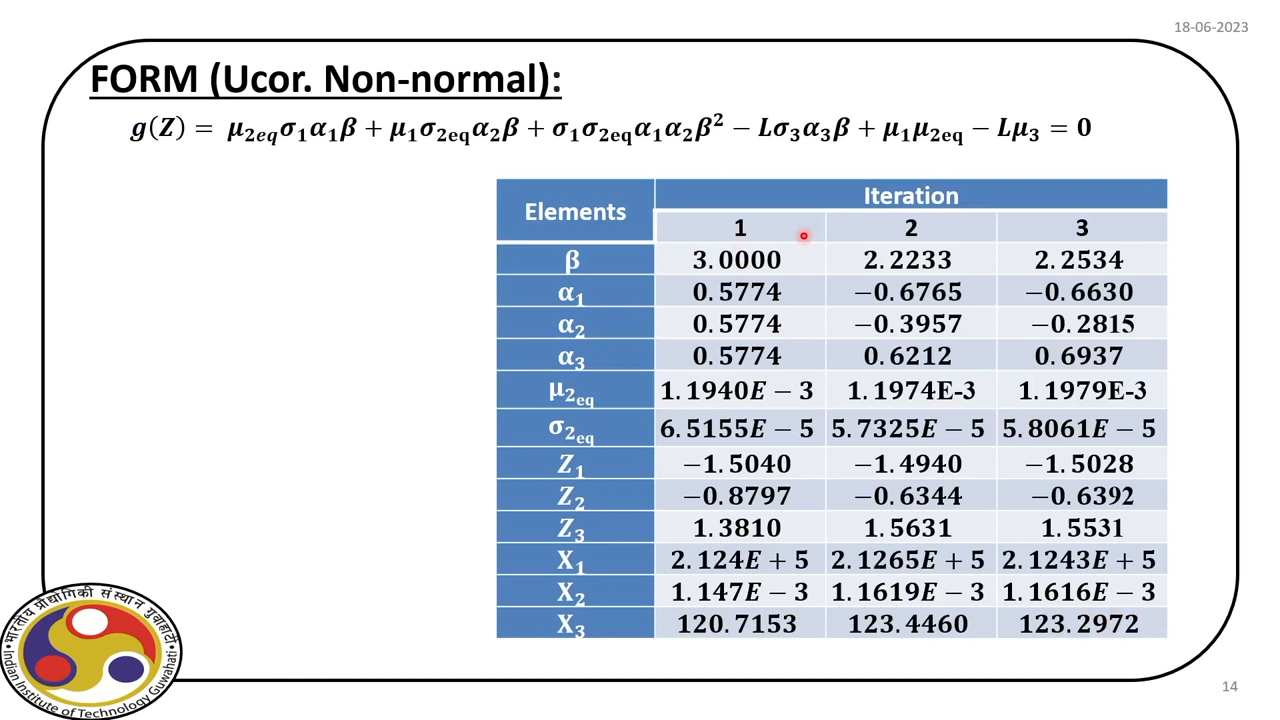 18-06-2023
FORM (Ucor. Non-normal):
g(Z) = μ₂eqσ₁α₁β + μ₁σ₂eqα₂β + σ₁σ₂eqα₁α₂β² − Lσ₃α₃β + μ₁μ₂eq − Lμ₃ = 0
Elements Iteration
1 2 3
β 3.0000 2.2233 2.2534
α₁ 0.5774 −0.6765 −0.6630
α₂ 0.5774 −0.3957 −0.2815
α₃ 0.5774 0.6212 0.6937
μ₂eq 1.1940E − 3 1.1974E-3 1.1979E-3
σ₂eq 6.5155E − 5 5.7325E − 5 5.8061E − 5
Z₁ −1.5040 −1.4940 −1.5028
Z₂ −0.8797 −0.6344 −0.6392
Z₃ 1.3810 1.5631 1.5531
X₁ 2.124E + 5 2.1265E + 5 2.1243E + 5
X₂ 1.147E − 3 1.1619E − 3 1.1616E − 3
X₃ 120.7153 123.4460 123.2972
भारतीय प्रौद्योगिकी संस्थान गुवाहाटी
Indian Institute of Technology Guwahati
14